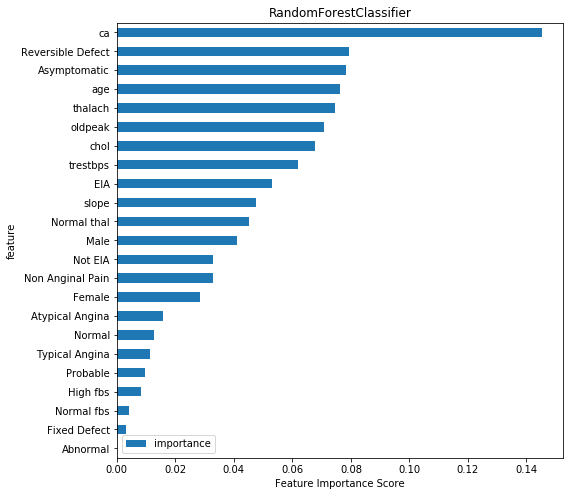 RandomForestClassifier
feature
ca
Reversible Defect
Asymptomatic
age
thalach
oldpeak
chol
trestbps
EIA
slope
Normal thal
Male
Not EIA
Non Anginal Pain
Female
Atypical Angina
Normal
Typical Angina
Probable
High fbs
Normal fbs
Fixed Defect
Abnormal
importance
0.00 0.02 0.04 0.06 0.08 0.10 0.12 0.14
Feature Importance Score